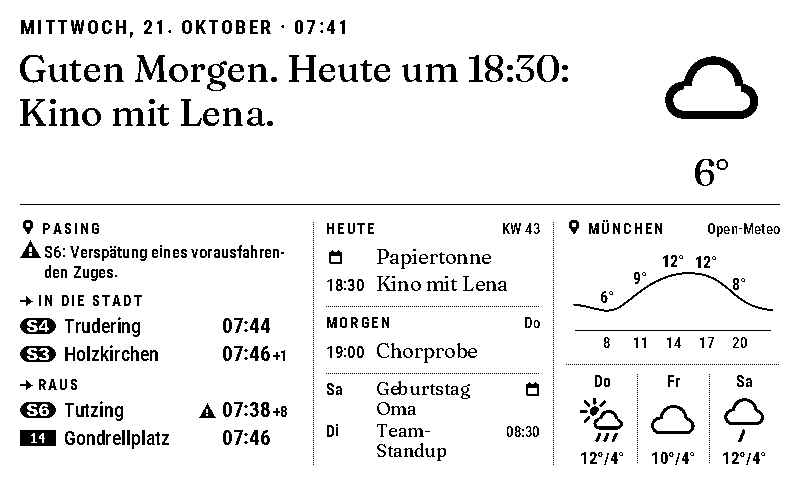 MITTWOCH, 21. OKTOBER · 07:41
Guten Morgen. Heute um 18:30:
Kino mit Lena.
6°
PASING
S6: Verspätung eines vorausfahren-
den Zuges.
IN DIE STADT
S4 Trudering 07:44
S3 Holzkirchen 07:46+1
RAUS
S6 Tutzing 07:38+8
14 Gondrellplatz 07:46
HEUTE KW 43
Papiertonne
18:30 Kino mit Lena
MORGEN Do
19:00 Chorprobe
Sa Geburtstag
Oma
Di Team- 08:30
Standup
MÜNCHEN Open-Meteo
6° 9° 12° 12° 8°
8 11 14 17 20
Do Fr Sa
12°/4° 10°/4° 12°/4°